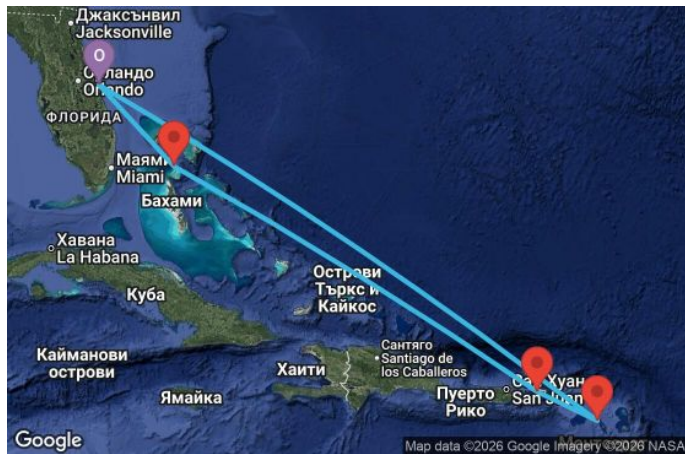 Джаксънвил
Jacksonville
O
Орландо
Orlando
ФЛОРИДА
Маями
Miami
Бахами
Хавана
La Habana
Куба
Острови
Търкс и
Кайкос
Кайманови
острови
Ямайка
Хаити
Сантяго
Santiago de
los Caballeros
Пуерто
Рико
San Juan
Google
Map data ©2026 Google Imagery ©2026 NASA